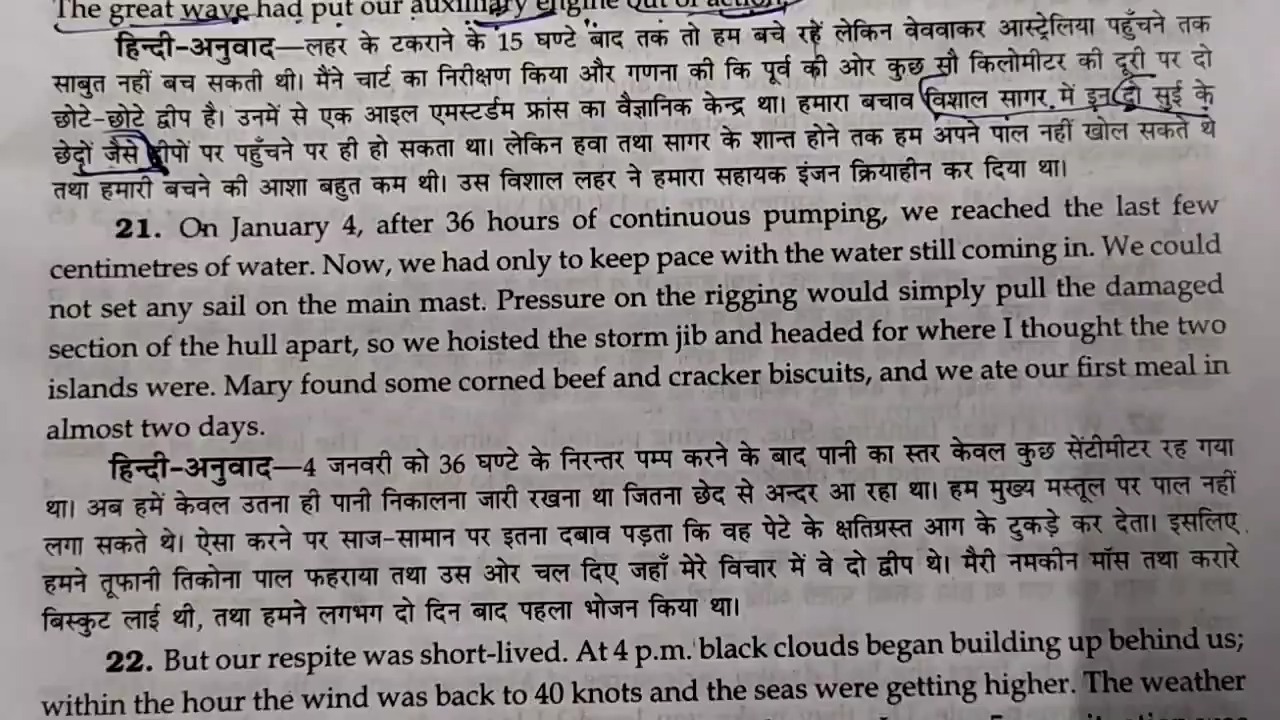 The great wave had put our auxiliary engine out of action.
हिन्दी-अनुवाद—लहर के टकराने के 15 घण्टे बाद तक तो हम बचे रहें लेकिन वेववाकर आस्ट्रेलिया पहुँचने तक
साबुत नहीं बच सकती थी। मैंने चार्ट का निरीक्षण किया और गणना की कि पूर्व की ओर कुछ सौ किलोमीटर की दूरी पर दो
छोटे-छोटे द्वीप है। उनमें से एक आइल एमस्टर्डम फ्रांस का वैज्ञानिक केन्द्र था। हमारा बचाव विशाल सागर में इन दो सुई के
छेदों जैसे द्वीपों पर पहुँचने पर ही हो सकता था। लेकिन हवा तथा सागर के शान्त होने तक हम अपने पाल नहीं खोल सकते थे
तथा हमारी बचने की आशा बहुत कम थी। उस विशाल लहर ने हमारा सहायक इंजन क्रियाहीन कर दिया था।
21. On January 4, after 36 hours of continuous pumping, we reached the last few
centimetres of water. Now, we had only to keep pace with the water still coming in. We could
not set any sail on the main mast. Pressure on the rigging would simply pull the damaged
section of the hull apart, so we hoisted the storm jib and headed for where I thought the two
islands were. Mary found some corned beef and cracker biscuits, and we ate our first meal in
almost two days.
हिन्दी-अनुवाद—4 जनवरी को 36 घण्टे के निरन्तर पम्प करने के बाद पानी का स्तर केवल कुछ सेंटीमीटर रह गया
था। अब हमें केवल उतना ही पानी निकालना जारी रखना था जितना छेद से अन्दर आ रहा था। हम मुख्य मस्तूल पर पाल नहीं
लगा सकते थे। ऐसा करने पर साज-सामान पर इतना दबाव पड़ता कि वह पेटे के क्षतिग्रस्त आग के टुकड़े कर देता। इसलिए
हमने तूफानी तिकोना पाल फहराया तथा उस ओर चल दिए जहाँ मेरे विचार में वे दो द्वीप थे। मैरी नमकीन माँस तथा करारे
बिस्कुट लाई थी, तथा हमने लगभग दो दिन बाद पहला भोजन किया था।
22. But our respite was short-lived. At 4 p.m. black clouds began building up behind us;
within the hour the wind was back to 40 knots and the seas were getting higher. The weather